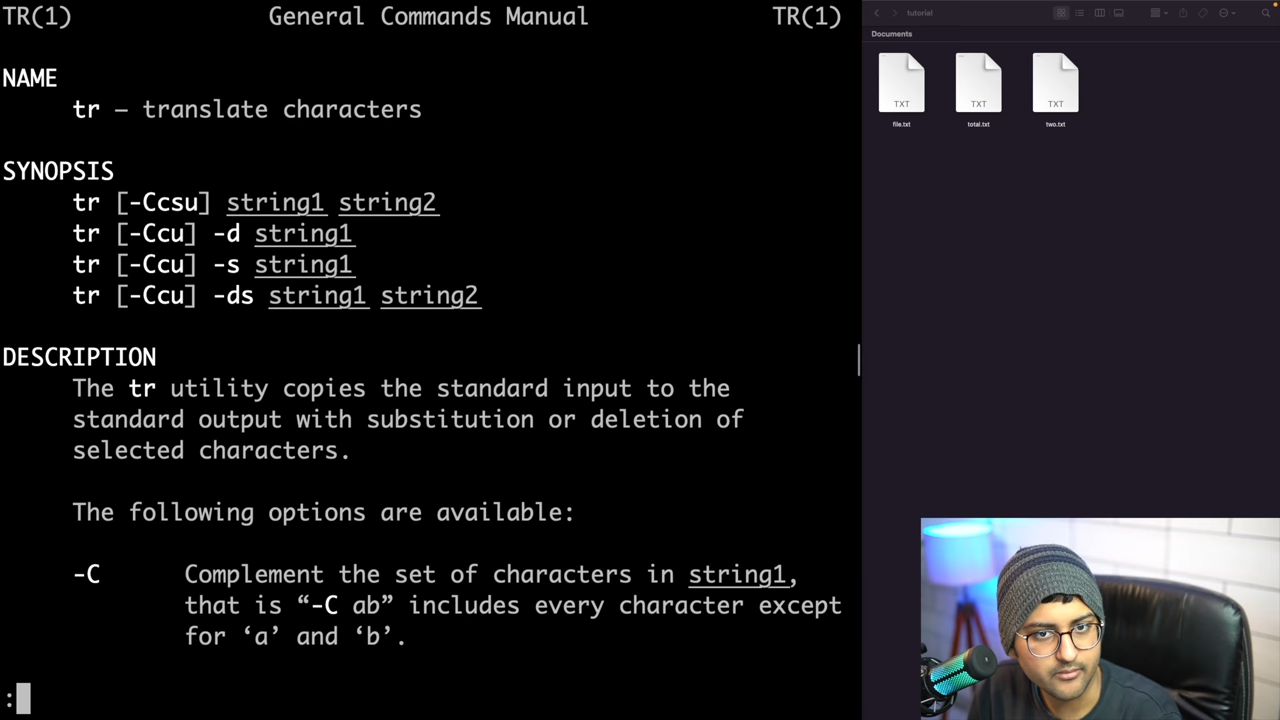 TR(1) General Commands Manual TR(1)
NAME
tr – translate characters
SYNOPSIS
tr [-Ccsu] string1 string2
tr [-Ccu] -d string1
tr [-Ccu] -s string1
tr [-Ccu] -ds string1 string2
DESCRIPTION
The tr utility copies the standard input to the
standard output with substitution or deletion of
selected characters.
The following options are available:
-C Complement the set of characters in string1,
that is “-C ab” includes every character except
for ‘a’ and ‘b’.
:
tutorial
Documents
TXT TXT TXT
file.txt total.txt two.txt